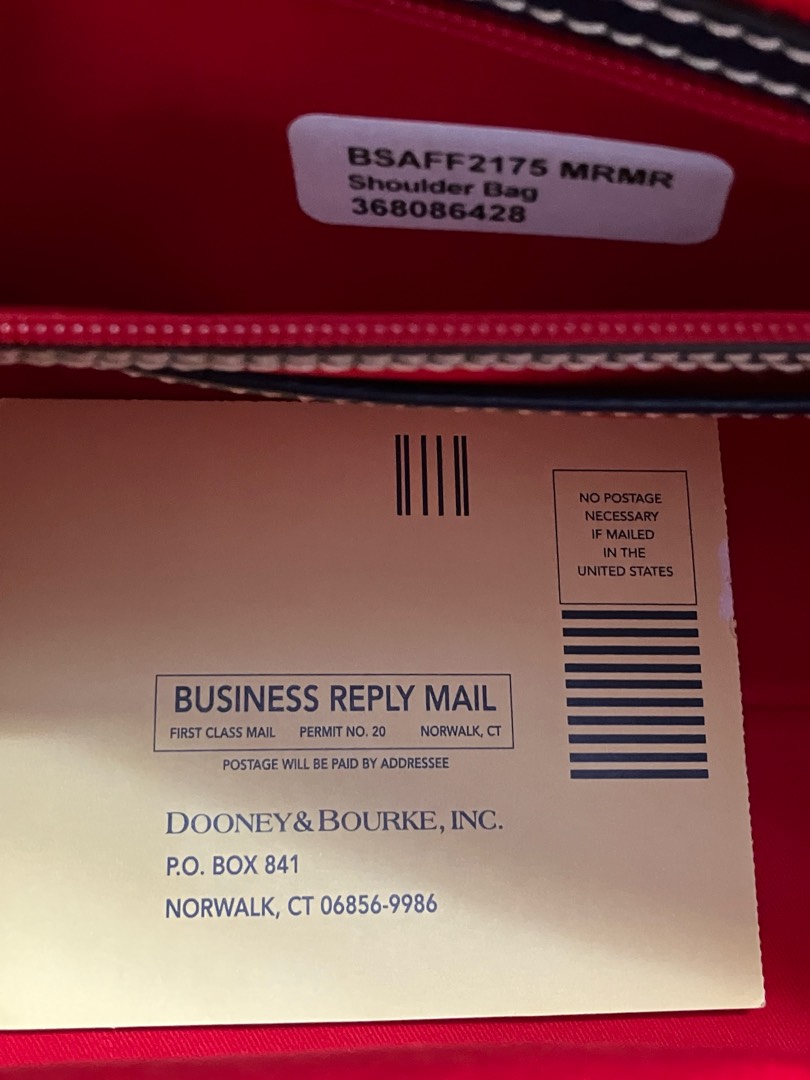 BSAFF2175 MRMR
Shoulder Bag
368086428
NO POSTAGE
NECESSARY
IF MAILED
IN THE
UNITED STATES
BUSINESS REPLY MAIL
FIRST CLASS MAIL PERMIT NO. 20 NORWALK, CT
POSTAGE WILL BE PAID BY ADDRESSEE
DOONEY & BOURKE, INC.
P.O. BOX 841
NORWALK, CT 06856-9986